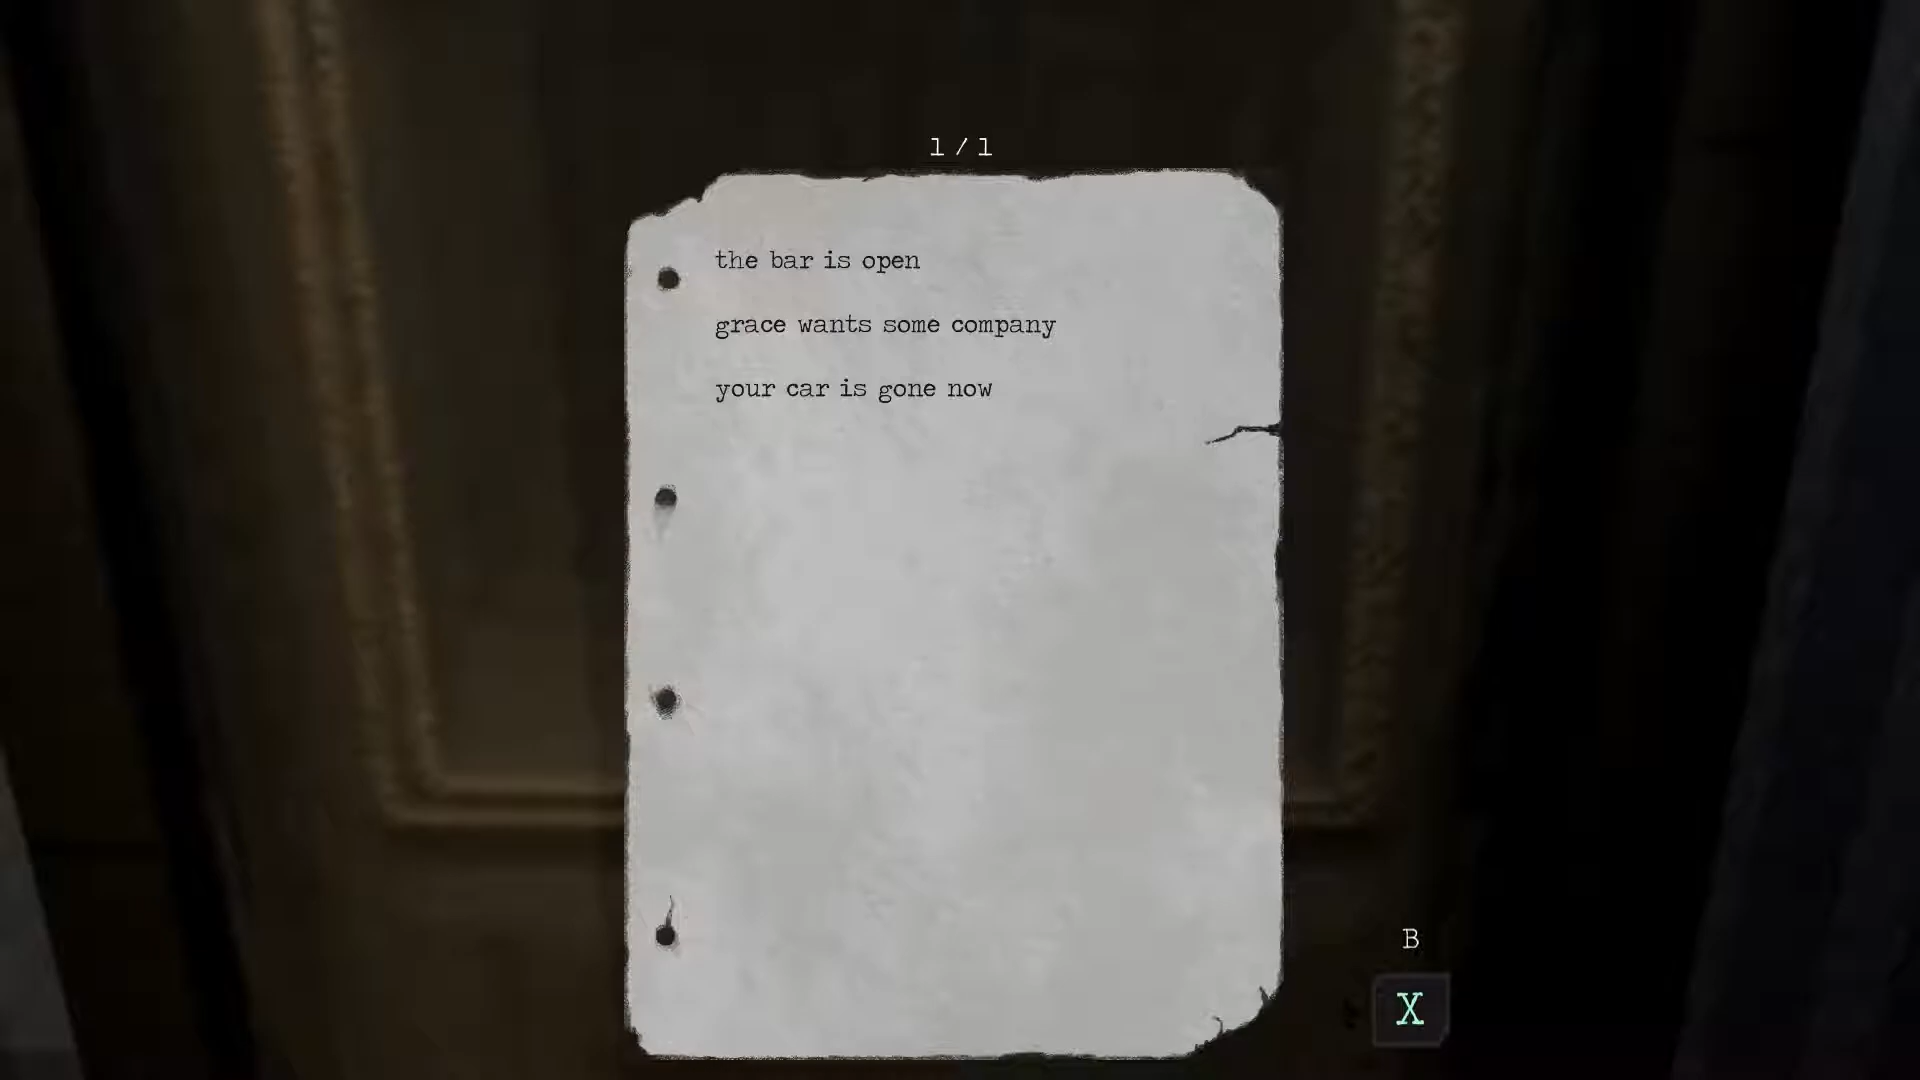 1 / 1
the bar is open
grace wants some company
your car is gone now
B
X